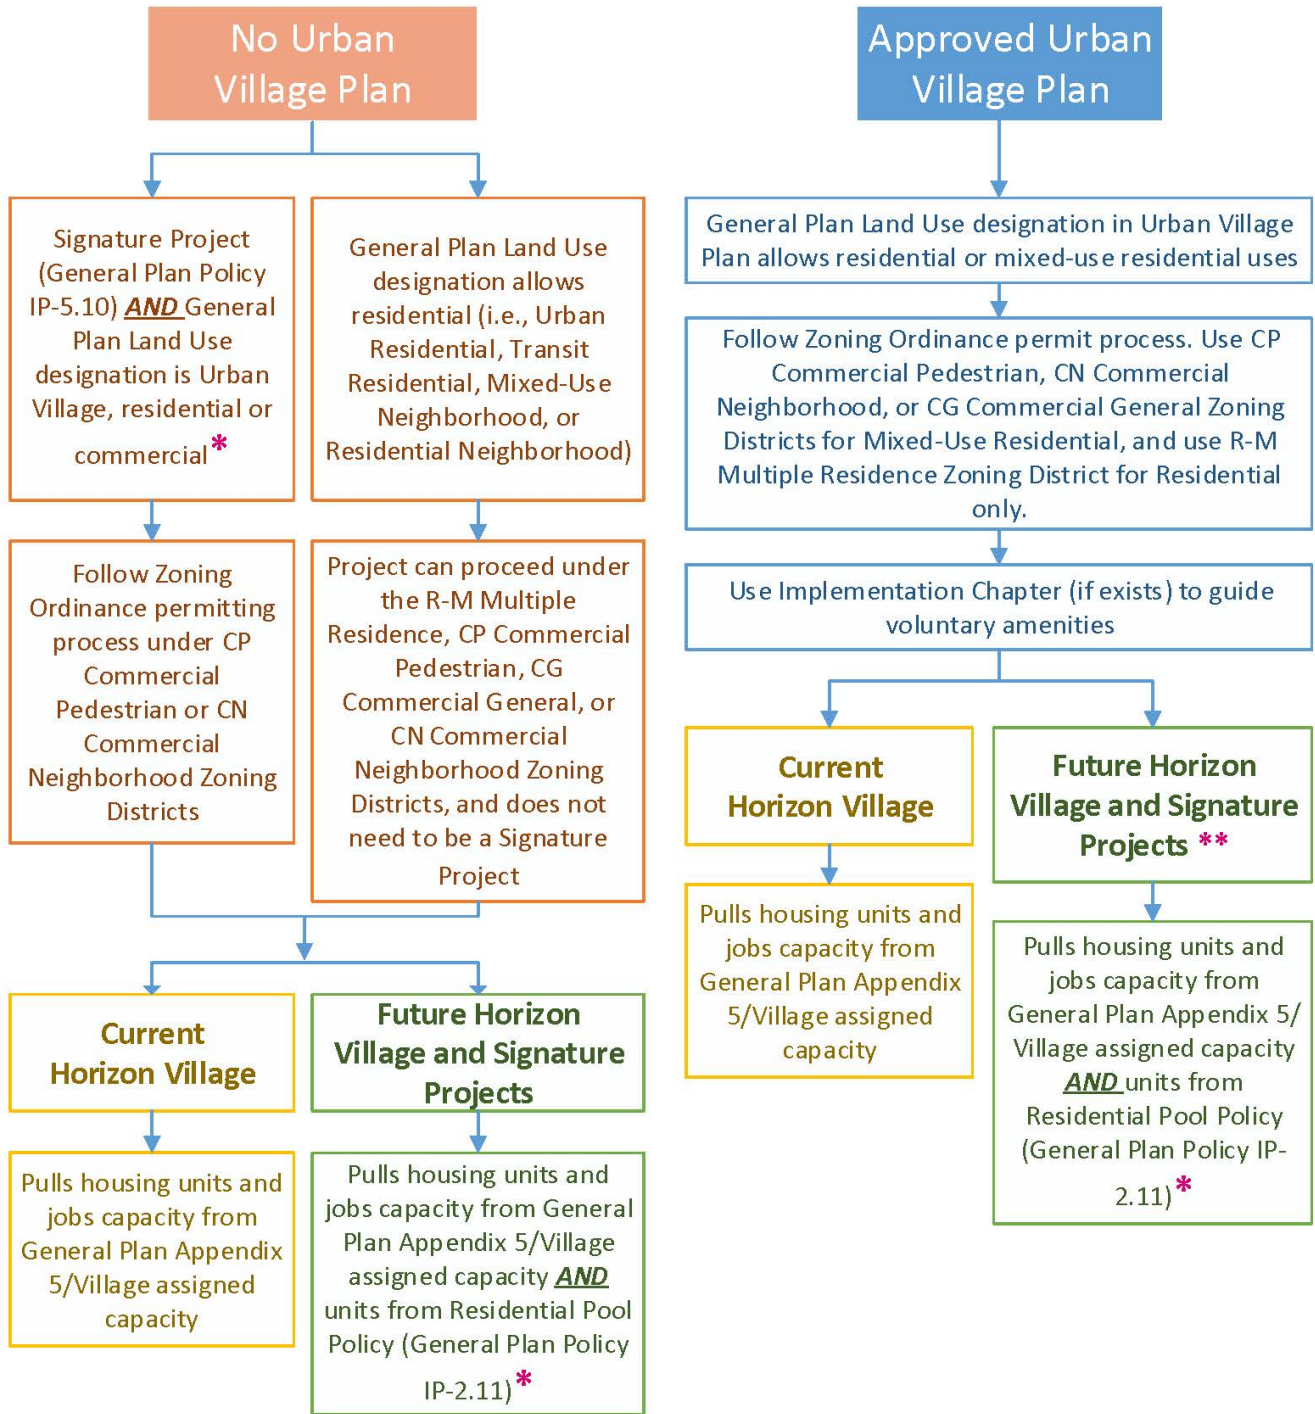 No Urban
Village Plan
Signature Project
(General Plan Policy
IP-5.10) AND General
Plan Land Use
designation is Urban
Village, residential or
commercial*
General Plan Land Use
designation allows
residential (i.e., Urban
Residential, Transit
Residential, Mixed-Use
Neighborhood, or
Residential Neighborhood)
Follow Zoning
Ordinance permitting
process under CP
Commercial
Pedestrian or CN
Commercial
Neighborhood Zoning
Districts
Project can proceed under
the R-M Multiple
Residence, CP Commercial
Pedestrian, CG
Commercial General, or
CN Commercial
Neighborhood Zoning
Districts, and does not
need to be a Signature
Project
Current
Horizon Village
Future Horizon
Village and Signature
Projects
Pulls housing units and
jobs capacity from
General Plan Appendix
5/Village assigned
capacity
Pulls housing units and
jobs capacity from General
Plan Appendix 5/Village
assigned capacity AND
units from Residential Pool
Policy (General Plan Policy
IP-2.11)*
Approved Urban
Village Plan
General Plan Land Use designation in Urban Village
Plan allows residential or mixed-use residential uses
Follow Zoning Ordinance permit process. Use CP
Commercial Pedestrian, CN Commercial
Neighborhood, or CG Commercial General Zoning
Districts for Mixed-Use Residential, and use R-M
Multiple Residence Zoning District for Residential
only.
Use Implementation Chapter (if exists) to guide
voluntary amenities
Current
Horizon Village
Future Horizon
Village and Signature
Projects **
Pulls housing units and
jobs capacity from
General Plan Appendix
5/Village assigned
capacity
Pulls housing units and
jobs capacity from
General Plan Appendix 5/
Village assigned capacity
AND units from
Residential Pool Policy
(General Plan Policy IP-
2.11)*